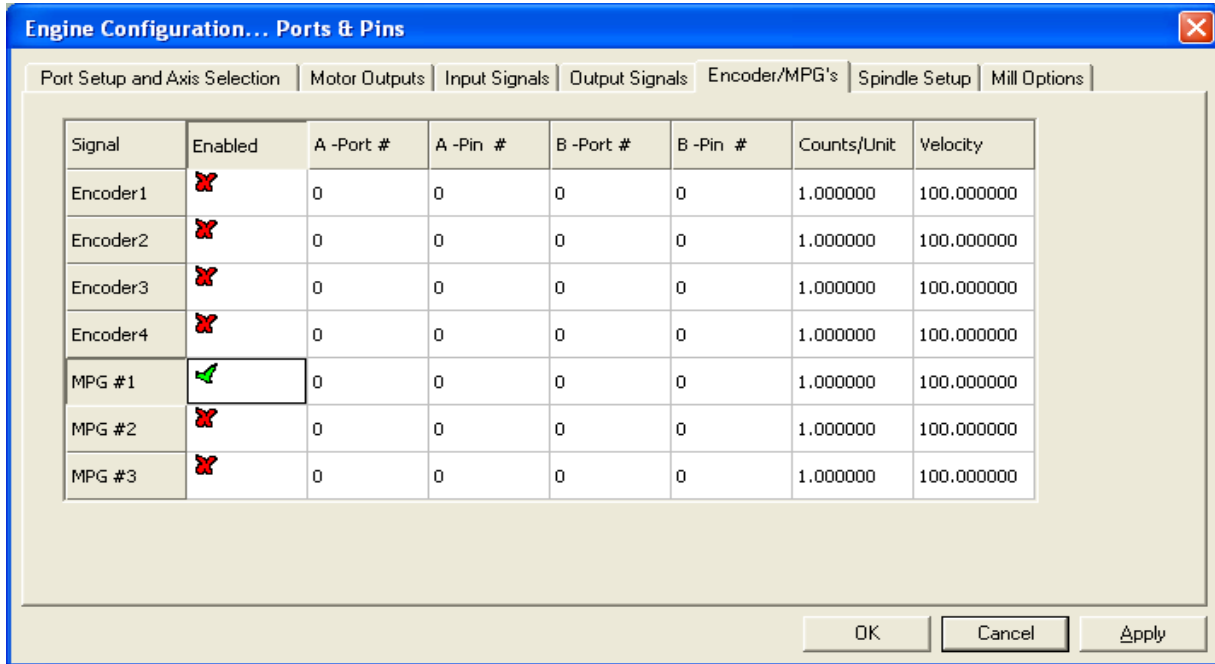 Engine Configuration... Ports & Pins
Port Setup and Axis Selection Motor Outputs Input Signals Output Signals Encoder/MPG's Spindle Setup Mill Options
Signal Enabled A -Port # A -Pin # B -Port # B -Pin # Counts/Unit Velocity
Encoder1 0 0 0 0 1.000000 100.000000
Encoder2 0 0 0 0 1.000000 100.000000
Encoder3 0 0 0 0 1.000000 100.000000
Encoder4 0 0 0 0 1.000000 100.000000
MPG #1 0 0 0 0 1.000000 100.000000
MPG #2 0 0 0 0 1.000000 100.000000
MPG #3 0 0 0 0 1.000000 100.000000
OK Cancel Apply